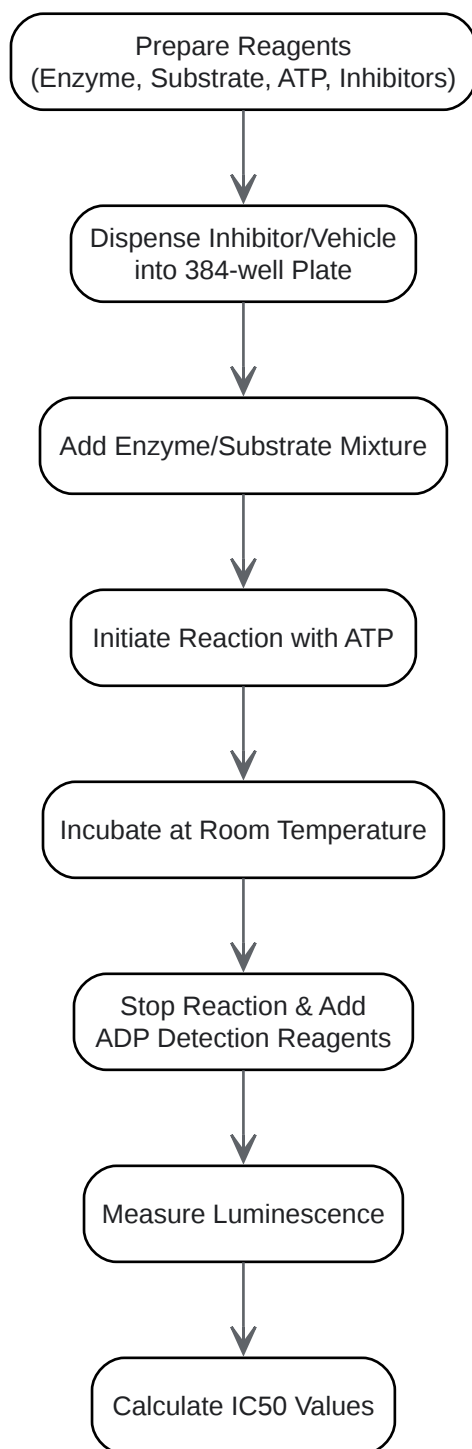 Prepare Reagents
(Enzyme, Substrate, ATP, Inhibitors)
Dispense Inhibitor/Vehicle
into 384-well Plate
Add Enzyme/Substrate Mixture
Initiate Reaction with ATP
Incubate at Room Temperature
Stop Reaction & Add
ADP Detection Reagents
Measure Luminescence
Calculate IC50 Values